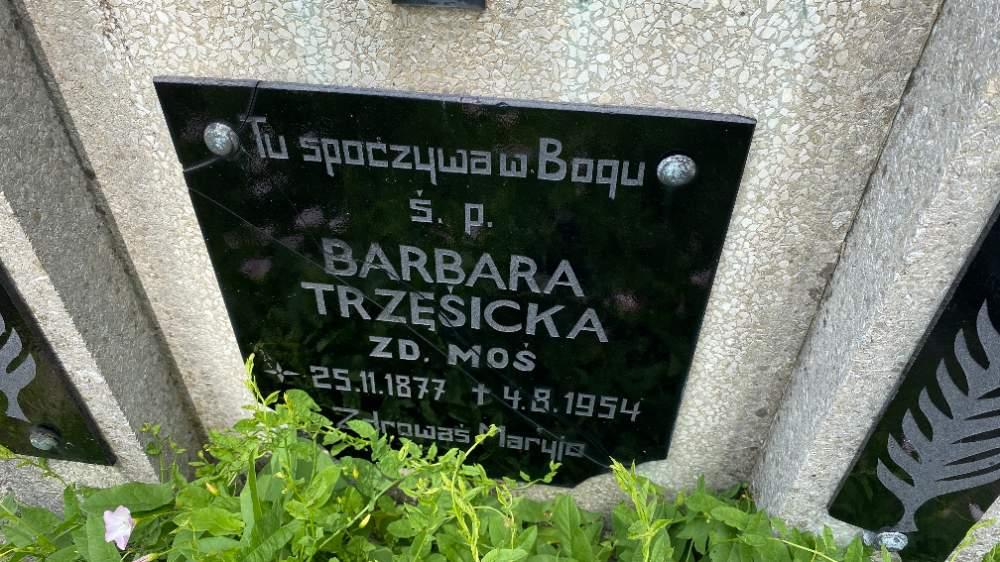 Tu spoczywa w Bogu
ś. p.
BARBARA
TRZĘSICKA
ZD. MOŚ
* 25.11.1877 † 4.8.1954
Zdrowaś Maryjo